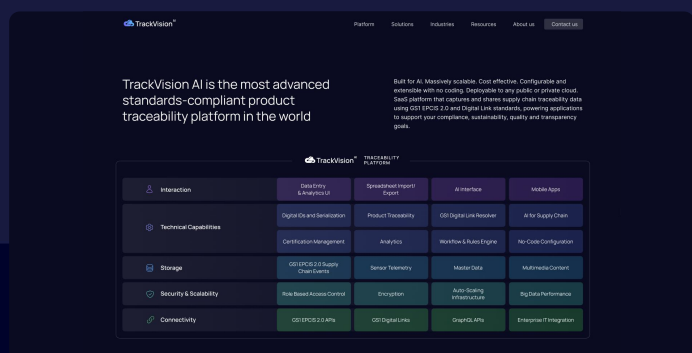 TrackVision AI
Platform Solutions Industries Resources About us Contact us
TrackVision AI is the most advanced
standards-compliant product
traceability platform in the world
Built for AI. Massively scalable. Cost effective. Configurable and
extensible with no coding. Deployable to any public or private cloud.
SaaS platform that captures and shares supply chain traceability data
using GS1 EPCIS 2.0 and Digital Link standards, powering applications
to support your compliance, sustainability, quality and transparency
goals.
TrackVision AI
TRACEABILITY
PLATFORM
Interaction
Data Entry
& Analytics UI
Spreadsheet Import/
Export
AI Interface
Mobile Apps
Technical Capabilities
Digital IDs and Serialization
Product Traceability
GS1 Digital Link Resolver
AI for Supply Chain
Certification Management
Analytics
Workflow & Rules Engine
No-Code Configuration
Storage
GS1 EPCIS 2.0 Supply
Chain Events
Sensor Telemetry
Master Data
Multimedia Content
Security & Scalability
Role Based Access Control
Encryption
Auto-Scaling
Infrastructure
Big Data Performance
Connectivity
GS1 EPCIS 2.0 APIs
GS1 Digital Links
GraphQL APIs
Enterprise IT Integration